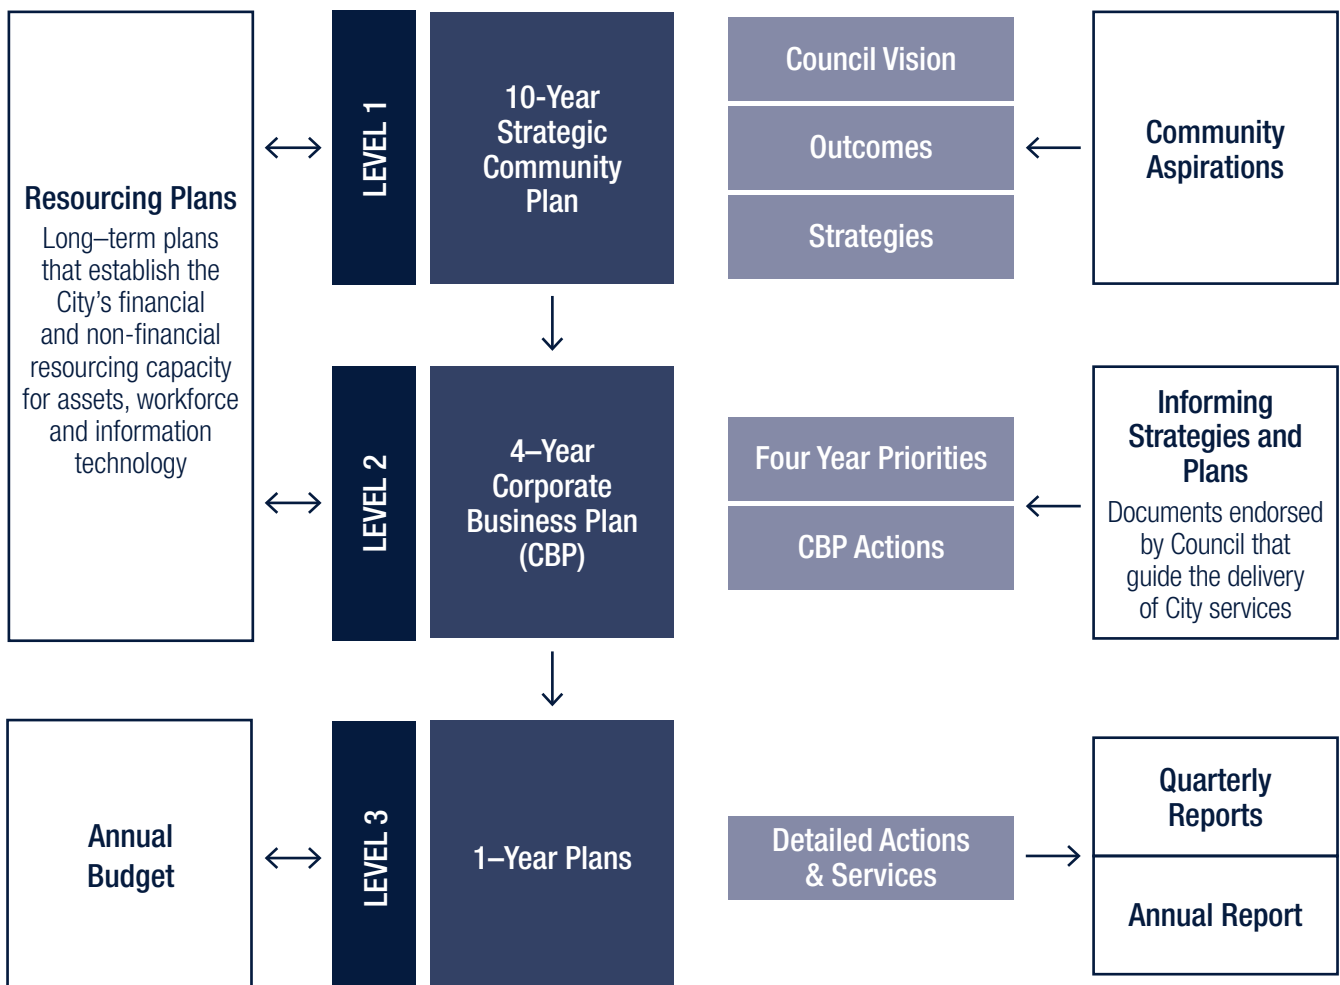 Resourcing Plans
Long–term plans
that establish the
City’s financial
and non-financial
resourcing capacity
for assets, workforce
and information
technology
LEVEL 1
10-Year
Strategic
Community
Plan
Council Vision
Outcomes
Strategies
Community
Aspirations
LEVEL 2
4–Year
Corporate
Business Plan
(CBP)
Four Year Priorities
CBP Actions
Informing
Strategies and
Plans
Documents endorsed
by Council that
guide the delivery
of City services
Annual
Budget
LEVEL 3
1–Year Plans
Detailed Actions
& Services
Quarterly
Reports
Annual Report